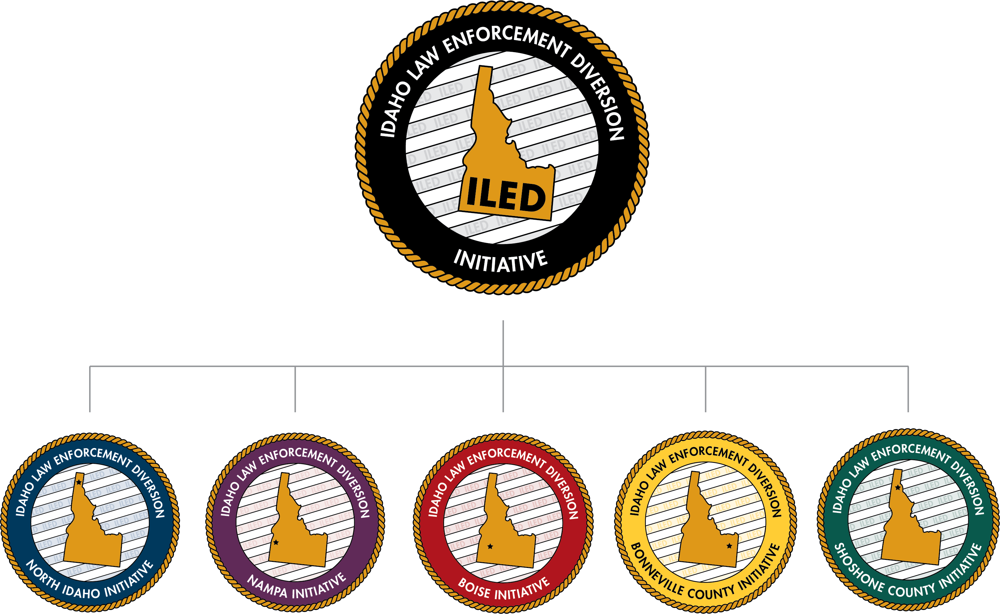 IDAHO LAW ENFORCEMENT DIVERSION
ILED
INITIATIVE
IDAHO LAW ENFORCEMENT DIVERSION
NORTH IDAHO INITIATIVE
IDAHO LAW ENFORCEMENT DIVERSION
NAMPA INITIATIVE
IDAHO LAW ENFORCEMENT DIVERSION
BOISE INITIATIVE
IDAHO LAW ENFORCEMENT DIVERSION
BONNEVILLE COUNTY INITIATIVE
IDAHO LAW ENFORCEMENT DIVERSION
SHOSHONE COUNTY INITIATIVE